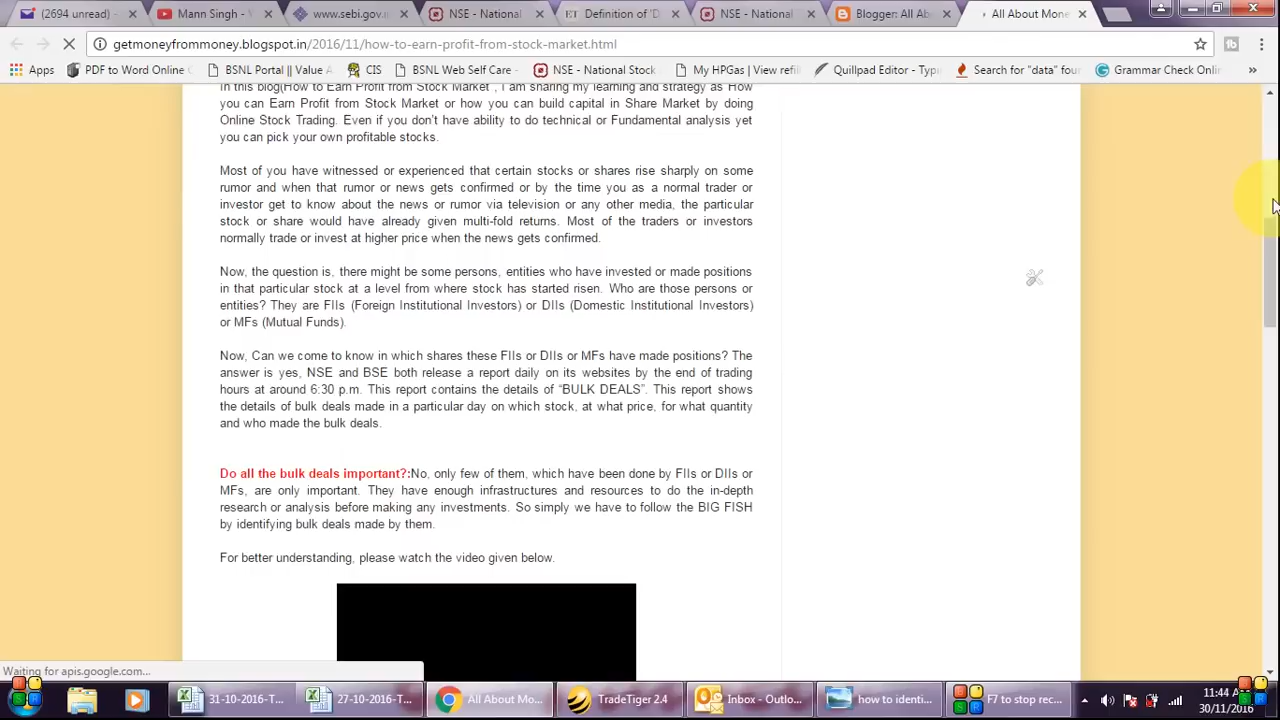 (2694 unread) -
Mann Singh -
www.sebi.gov.i
NSE - National
ET Definition of 'D
NSE - National
Blogger: All Abo
All About Mone
getmoneyfrommoney.blogspot.in/2016/11/how-to-earn-profit-from-stock-market.html
Apps PDF to Word Online BSNL Portal || Value A CIS BSNL Web Self Care - NSE - National Stock My HPGas | View refil Quillpad Editor - Typ Search for "data" fou Grammar Check Onl »
In this blog(How to Earn Profit from Stock Market , I am sharing my learning and strategy as How
you can Earn Profit from Stock Market or how you can build capital in Share Market by doing
Online Stock Trading. Even if you don't have ability to do technical or Fundamental analysis yet
you can pick your own profitable stocks.
Most of you have witnessed or experienced that certain stocks or shares rise sharply on some
rumor and when that rumor or news gets confirmed or by the time you as a normal trader or
investor get to know about the news or rumor via television or any other media, the particular
stock or share would have already given multi-fold returns. Most of the traders or investors
normally trade or invest at higher price when the news gets confirmed.
Now, the question is, there might be some persons, entities who have invested or made positions
in that particular stock at a level from where stock has started risen. Who are those persons or
entities? They are FIIs (Foreign Institutional Investors) or DIIs (Domestic Institutional Investors)
or MFs (Mutual Funds).
Now, Can we come to know in which shares these FIIs or DIIs or MFs have made positions? The
answer is yes, NSE and BSE both release a report daily on its websites by the end of trading
hours at around 6:30 p.m. This report contains the details of “BULK DEALS”. This report shows
the details of bulk deals made in a particular day on which stock, at what price, for what quantity
and who made the bulk deals.
Do all the bulk deals important?:No, only few of them, which have been done by FIIs or DIIs or
MFs, are only important. They have enough infrastructures and resources to do the in-depth
research or analysis before making any investments. So simply we have to follow the BIG FISH
by identifying bulk deals made by them.
For better understanding, please watch the video given below.
Waiting for apis.google.com...
31-10-2016-T... 27-10-2016-T... All About Mon... TradeTiger 2.4 Inbox - Outlo... how to identi... F7 to stop rec...
11:44 A
30/11/2016